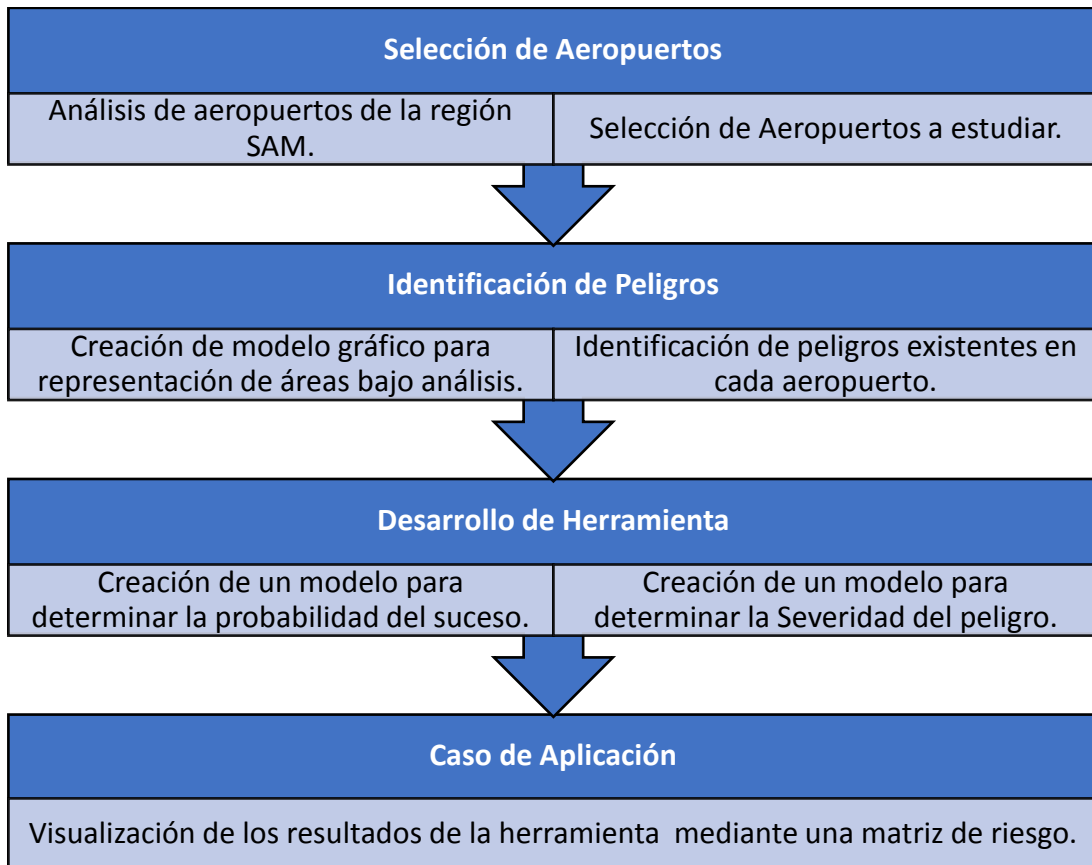 Selección de Aeropuertos
Análisis de aeropuertos de la región
SAM.
Selección de Aeropuertos a estudiar.
Identificación de Peligros
Creación de modelo gráfico para
representación de áreas bajo análisis.
Identificación de peligros existentes en
cada aeropuerto.
Desarrollo de Herramienta
Creación de un modelo para
determinar la probabilidad del suceso.
Creación de un modelo para
determinar la Severidad del peligro.
Caso de Aplicación
Visualización de los resultados de la herramienta  mediante una matriz de riesgo.